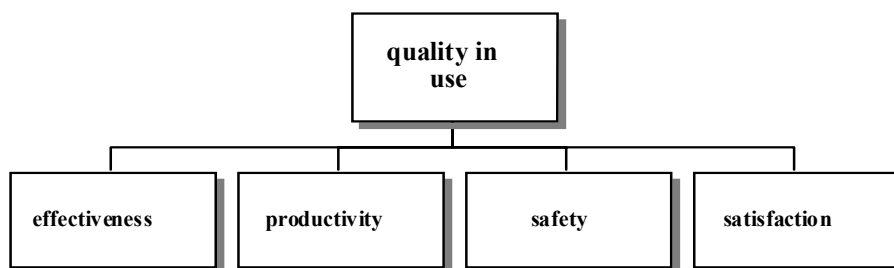 quality in
use
effectiveness
productivity
safety
satisfaction